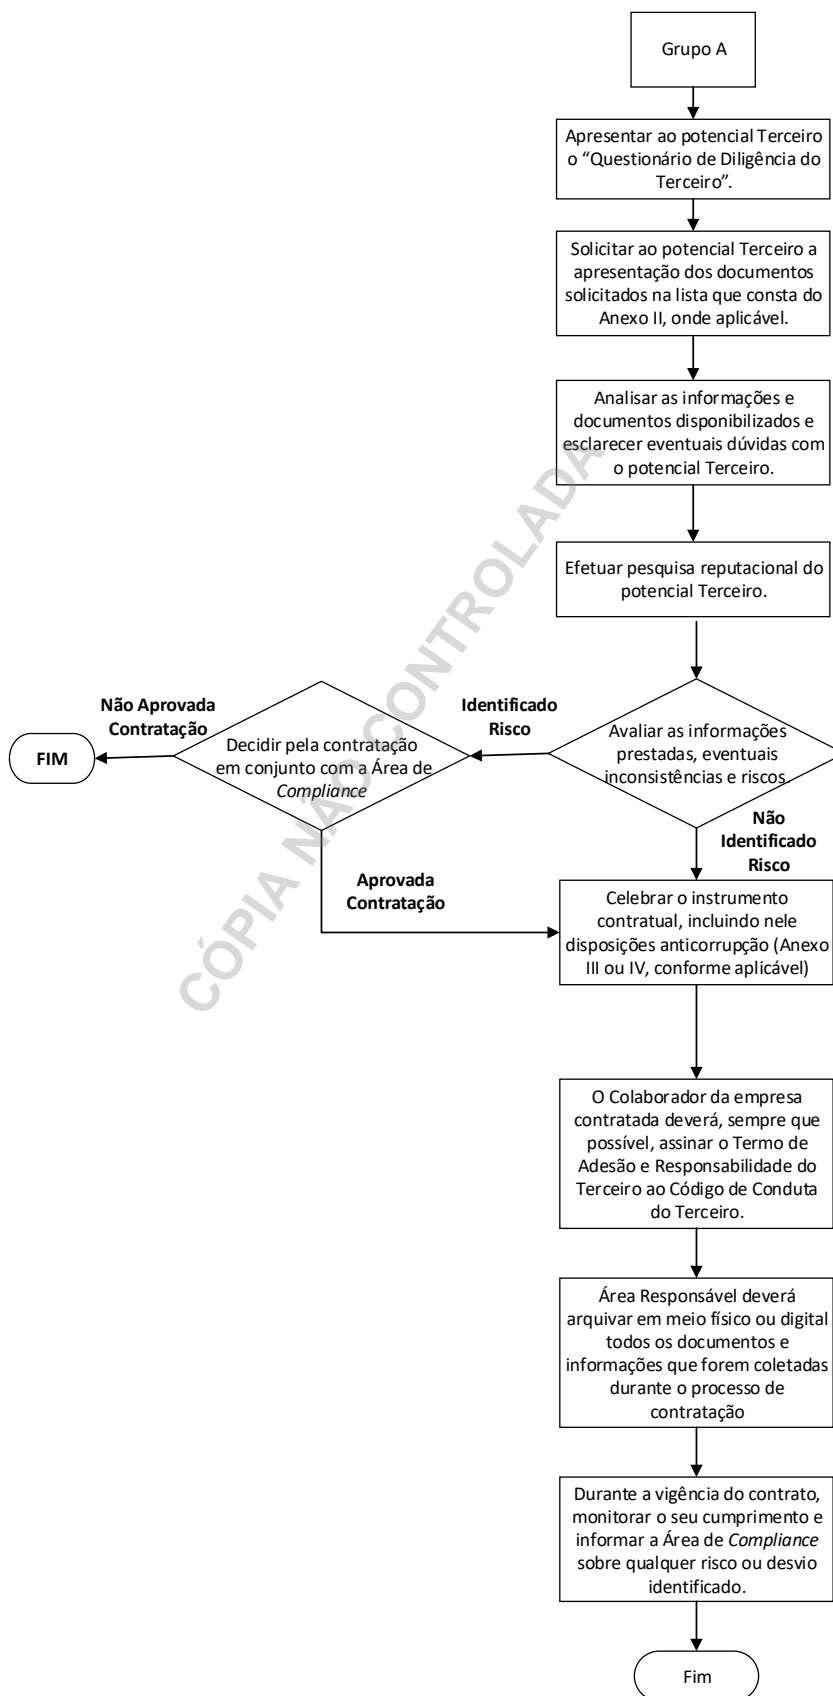 Grupo A
Apresentar ao potencial Terceiro
o “Questionário de Diligência do
Terceiro”.
Solicitar ao potencial Terceiro a
apresentação dos documentos
solicitados na lista que consta do
Anexo II, onde aplicável.
Analisar as informações e
documentos disponibilizados e
esclarecer eventuais dúvidas com
o potencial Terceiro.
Efetuar pesquisa reputacional do
potencial Terceiro.
Avaliar as informações
prestadas, eventuais
inconsistências e riscos.
Identificado
Risco
Decidir pela contratação
em conjunto com a Área de
Compliance
Não Aprovada
Contratação
FIM
Não
Identificado
Risco
Aprovada
Contratação
Celebrar o instrumento
contratual, incluindo nele
disposições anticorrupção (Anexo
III ou IV, conforme aplicável)
O Colaborador da empresa
contratada deverá, sempre que
possível, assinar o Termo de
Adesão e Responsabilidade do
Terceiro ao Código de Conduta
do Terceiro.
Área Responsável deverá
arquivar em meio físico ou digital
todos os documentos e
informações que forem coletadas
durante o processo de
contratação
Durante a vigência do contrato,
monitorar o seu cumprimento e
informar a Área de Compliance
sobre qualquer risco ou desvio
identificado.
Fim
CÓPIA NÃO CONTROLADA